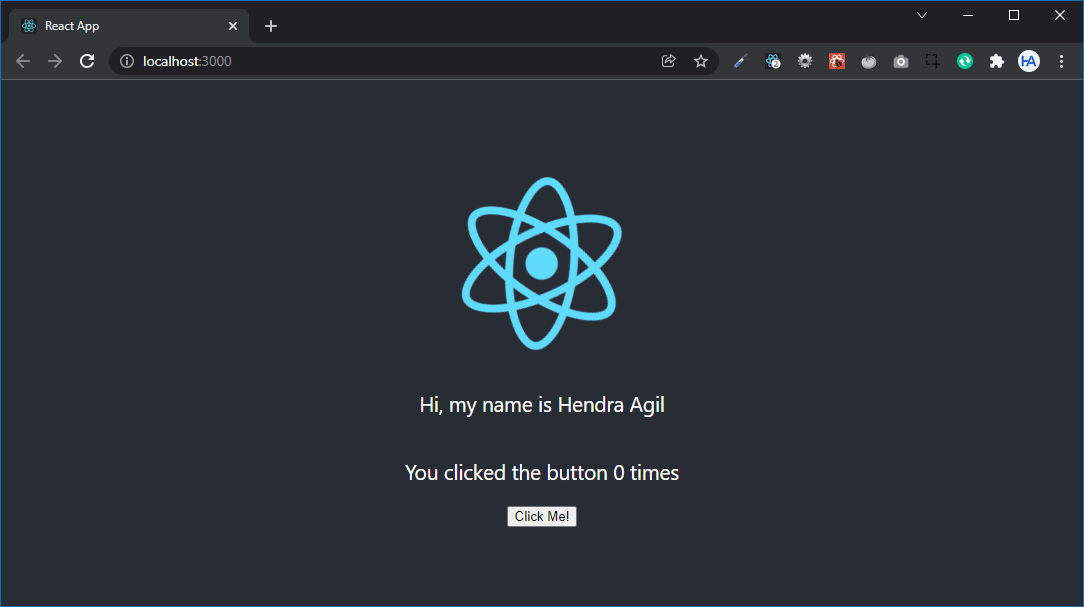 React App
localhost:3000
2
HA
Hi, my name is Hendra Agil
You clicked the button 0 times
Click Me!